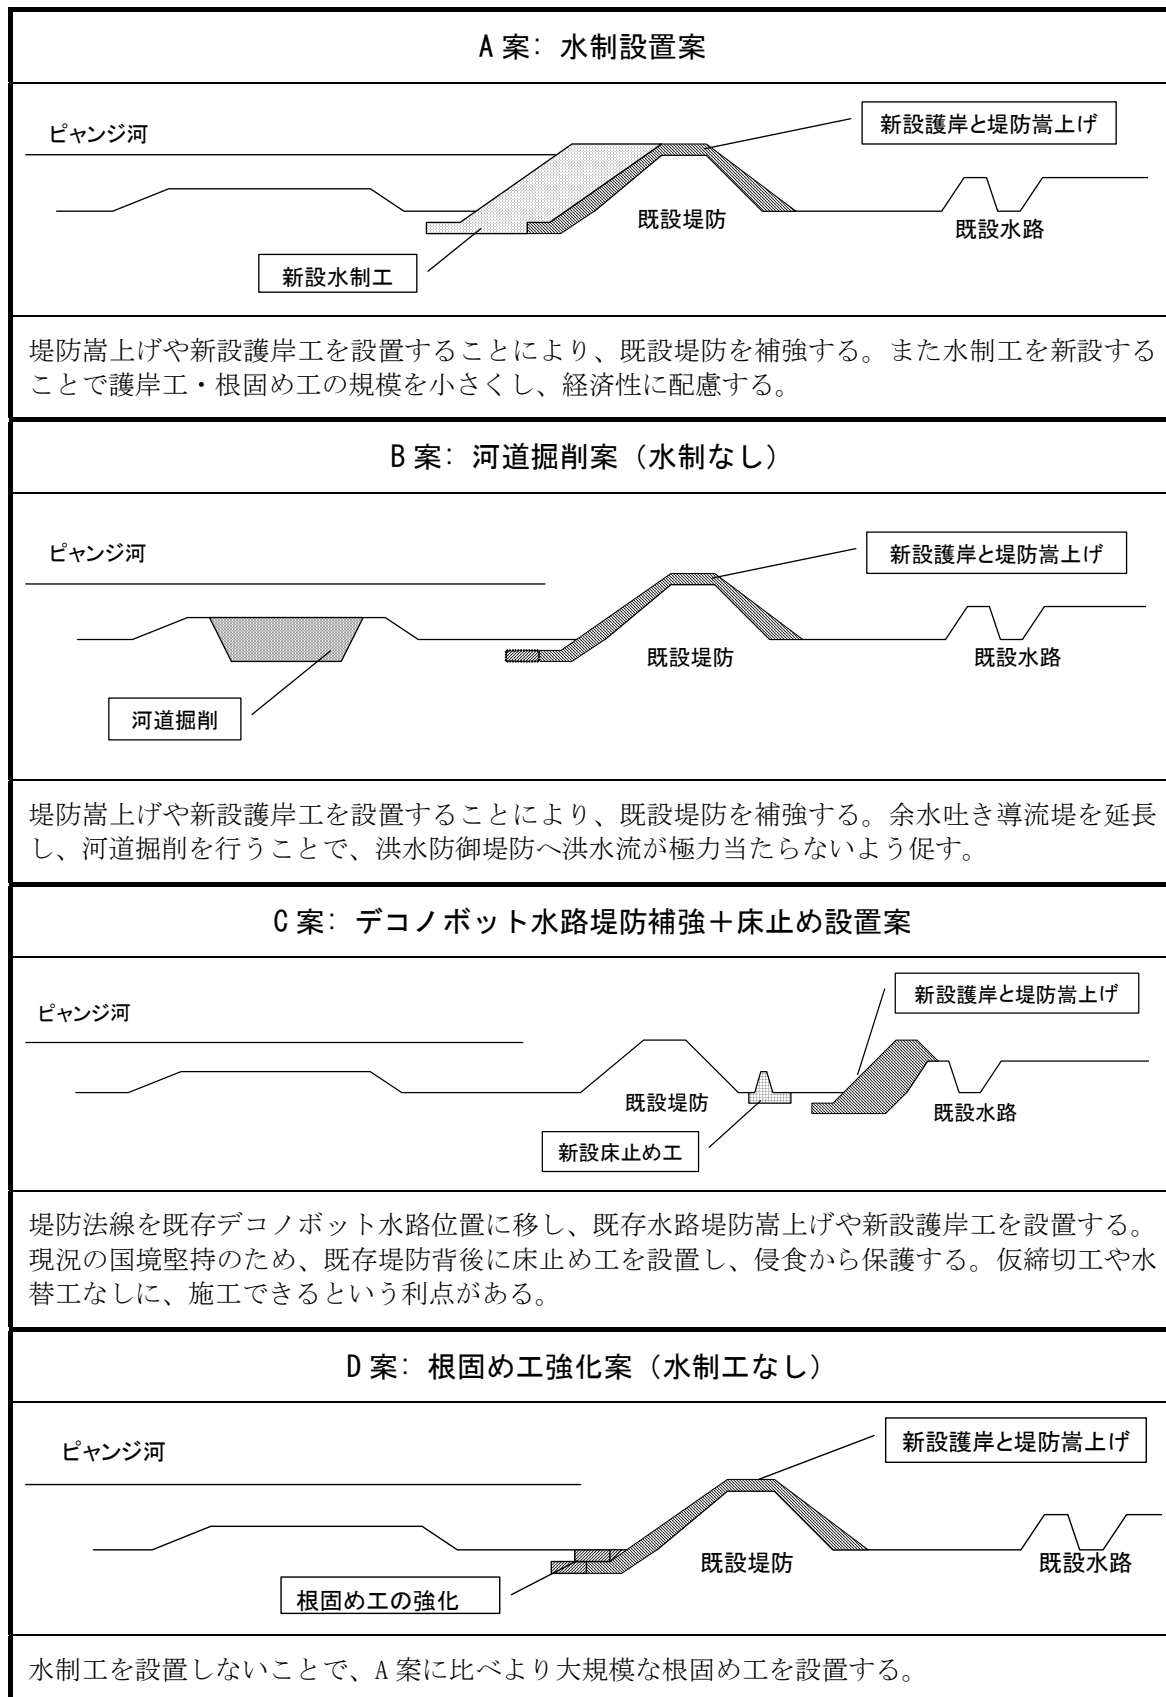 A案: 水制設置案
ピャンジ河
新設護岸と堤防嵩上げ
既設堤防
既設水路
新設水制工
堤防嵩上げや新設護岸工を設置することにより、既設堤防を補強する。また水制工を新設する
ことで護岸工・根固め工の規模を小さくし、経済性に配慮する。
B案: 河道掘削案（水制なし）
ピャンジ河
新設護岸と堤防嵩上げ
既設堤防
既設水路
河道掘削
堤防嵩上げや新設護岸工を設置することにより、既設堤防を補強する。余水吐き導流堤を延長
し、河道掘削を行うことで、洪水防御堤防へ洪水流が極力当たらないよう促す。
C案: デコノボット水路堤防補強＋床止め設置案
新設護岸と堤防嵩上げ
ピャンジ河
既設堤防
既設水路
新設床止め工
堤防法線を既存デコノボット水路位置に移し、既存水路堤防嵩上げや新設護岸工を設置する。
現況の国境堅持のため、既存堤防背後に床止め工を設置し、侵食から保護する。仮締切工や水
替工なしに、施工できるという利点がある。
D案: 根固め工強化案（水制工なし）
新設護岸と堤防嵩上げ
ピャンジ河
既設堤防
既設水路
根固め工の強化
水制工を設置しないことで、A案に比べより大規模な根固め工を設置する。